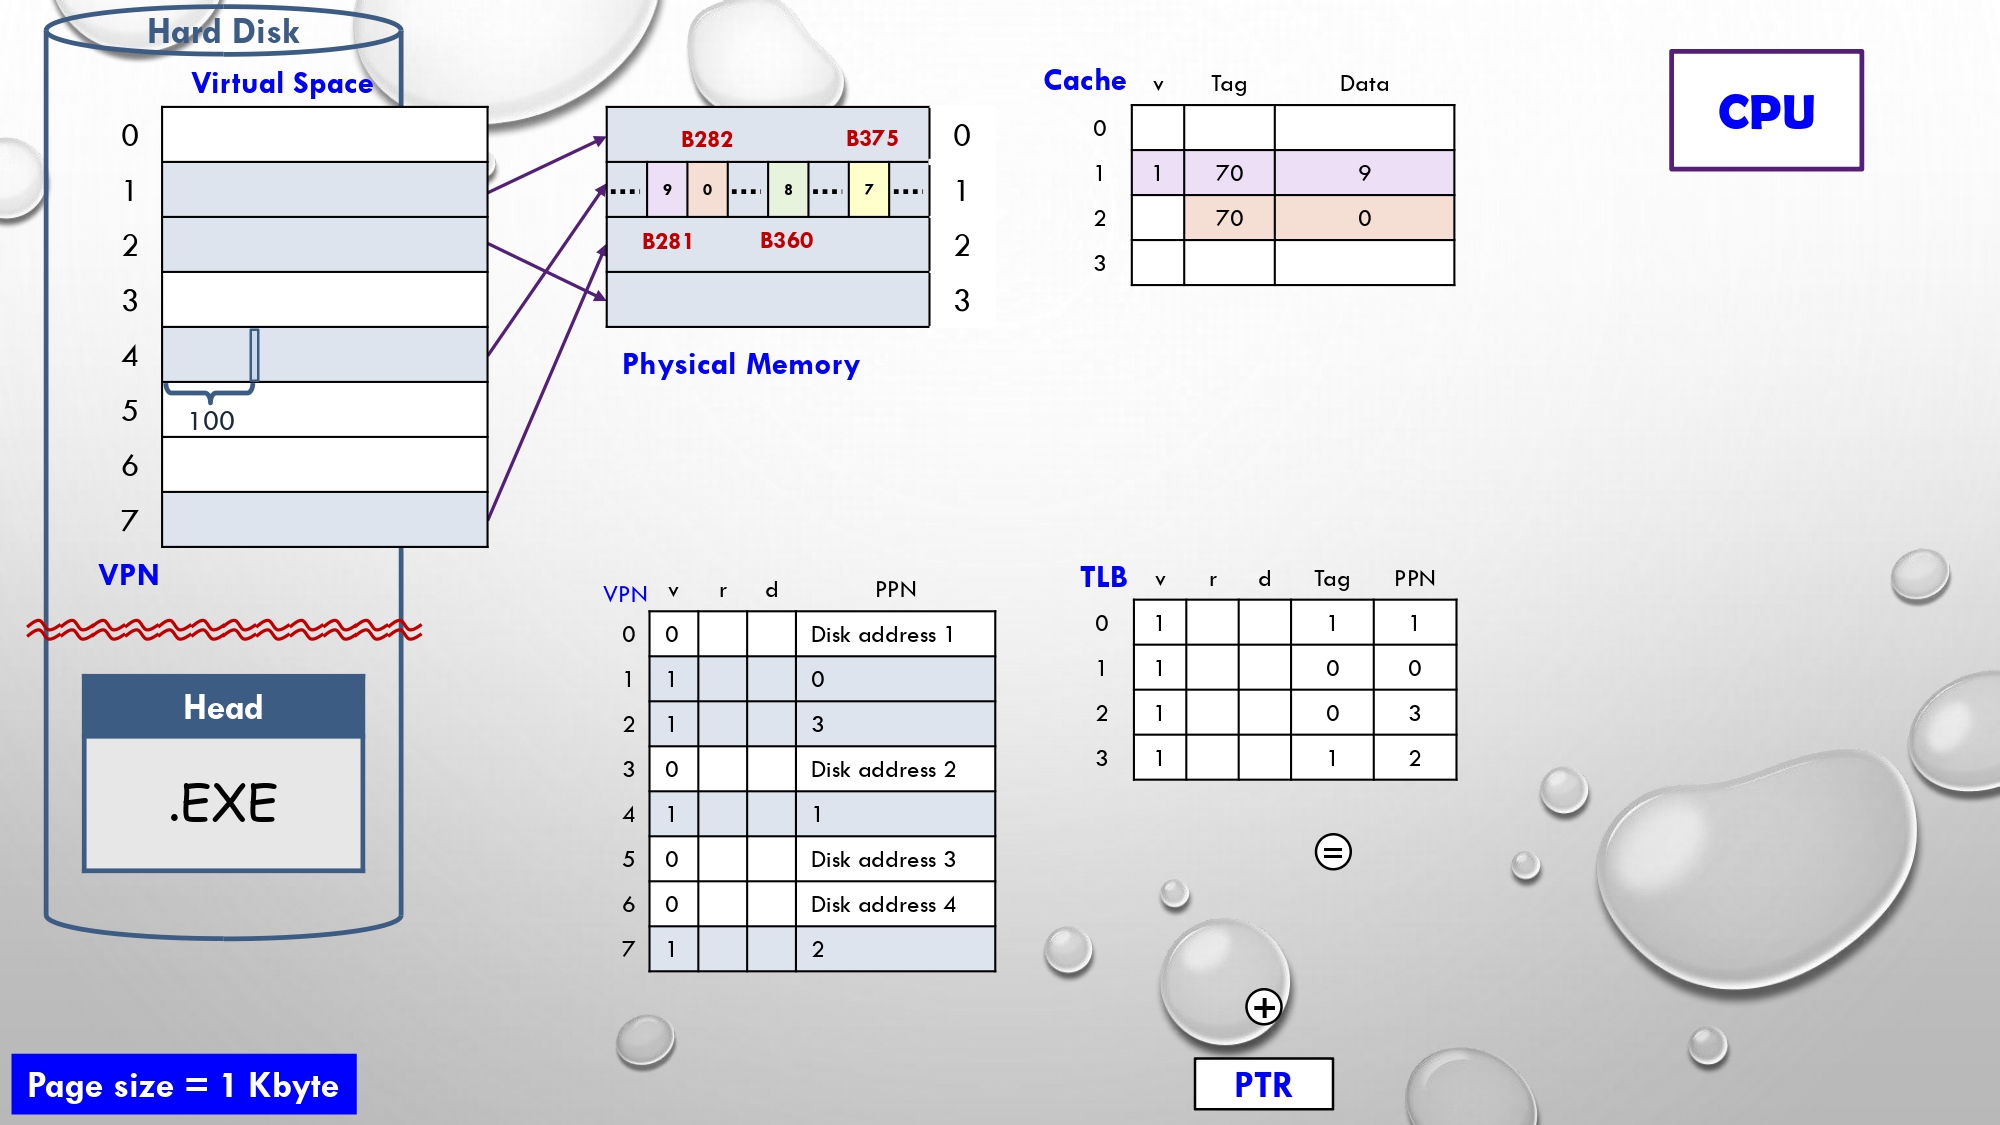 Hard Disk
Virtual Space
0
1
2
3
4
5
6
7
100
VPN
Head
.EXE
Page size = 1 Kbyte
B282 B375 0
.... 9 0 .... 8 .... 7 .... 1
B281 B360 2
3
Physical Memory
Cache v Tag Data
0
1 1 70 9
2 70 0
3
CPU
VPN v r d PPN
0 0 Disk address 1
1 1 0
2 1 3
3 0 Disk address 2
4 1 1
5 0 Disk address 3
6 0 Disk address 4
7 1 2
TLB v r d Tag PPN
0 1 1 1
1 1 0 0
2 1 0 3
3 1 1 2
=
+
PTR